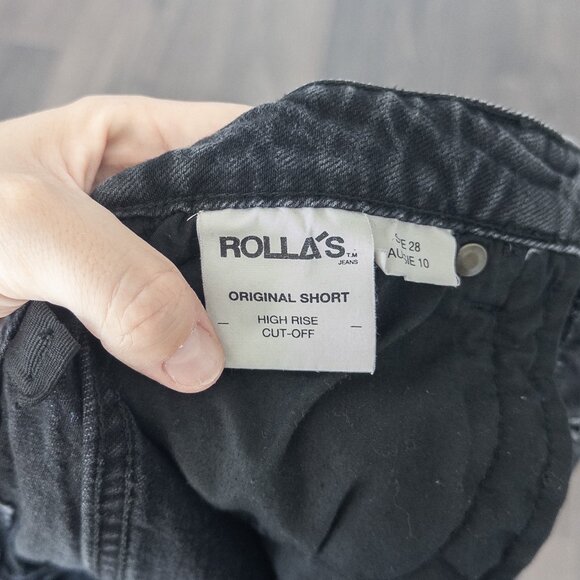 ROLLA'S TM
JEANS
ORIGINAL SHORT
HIGH RISE
CUT-OFF
28
10